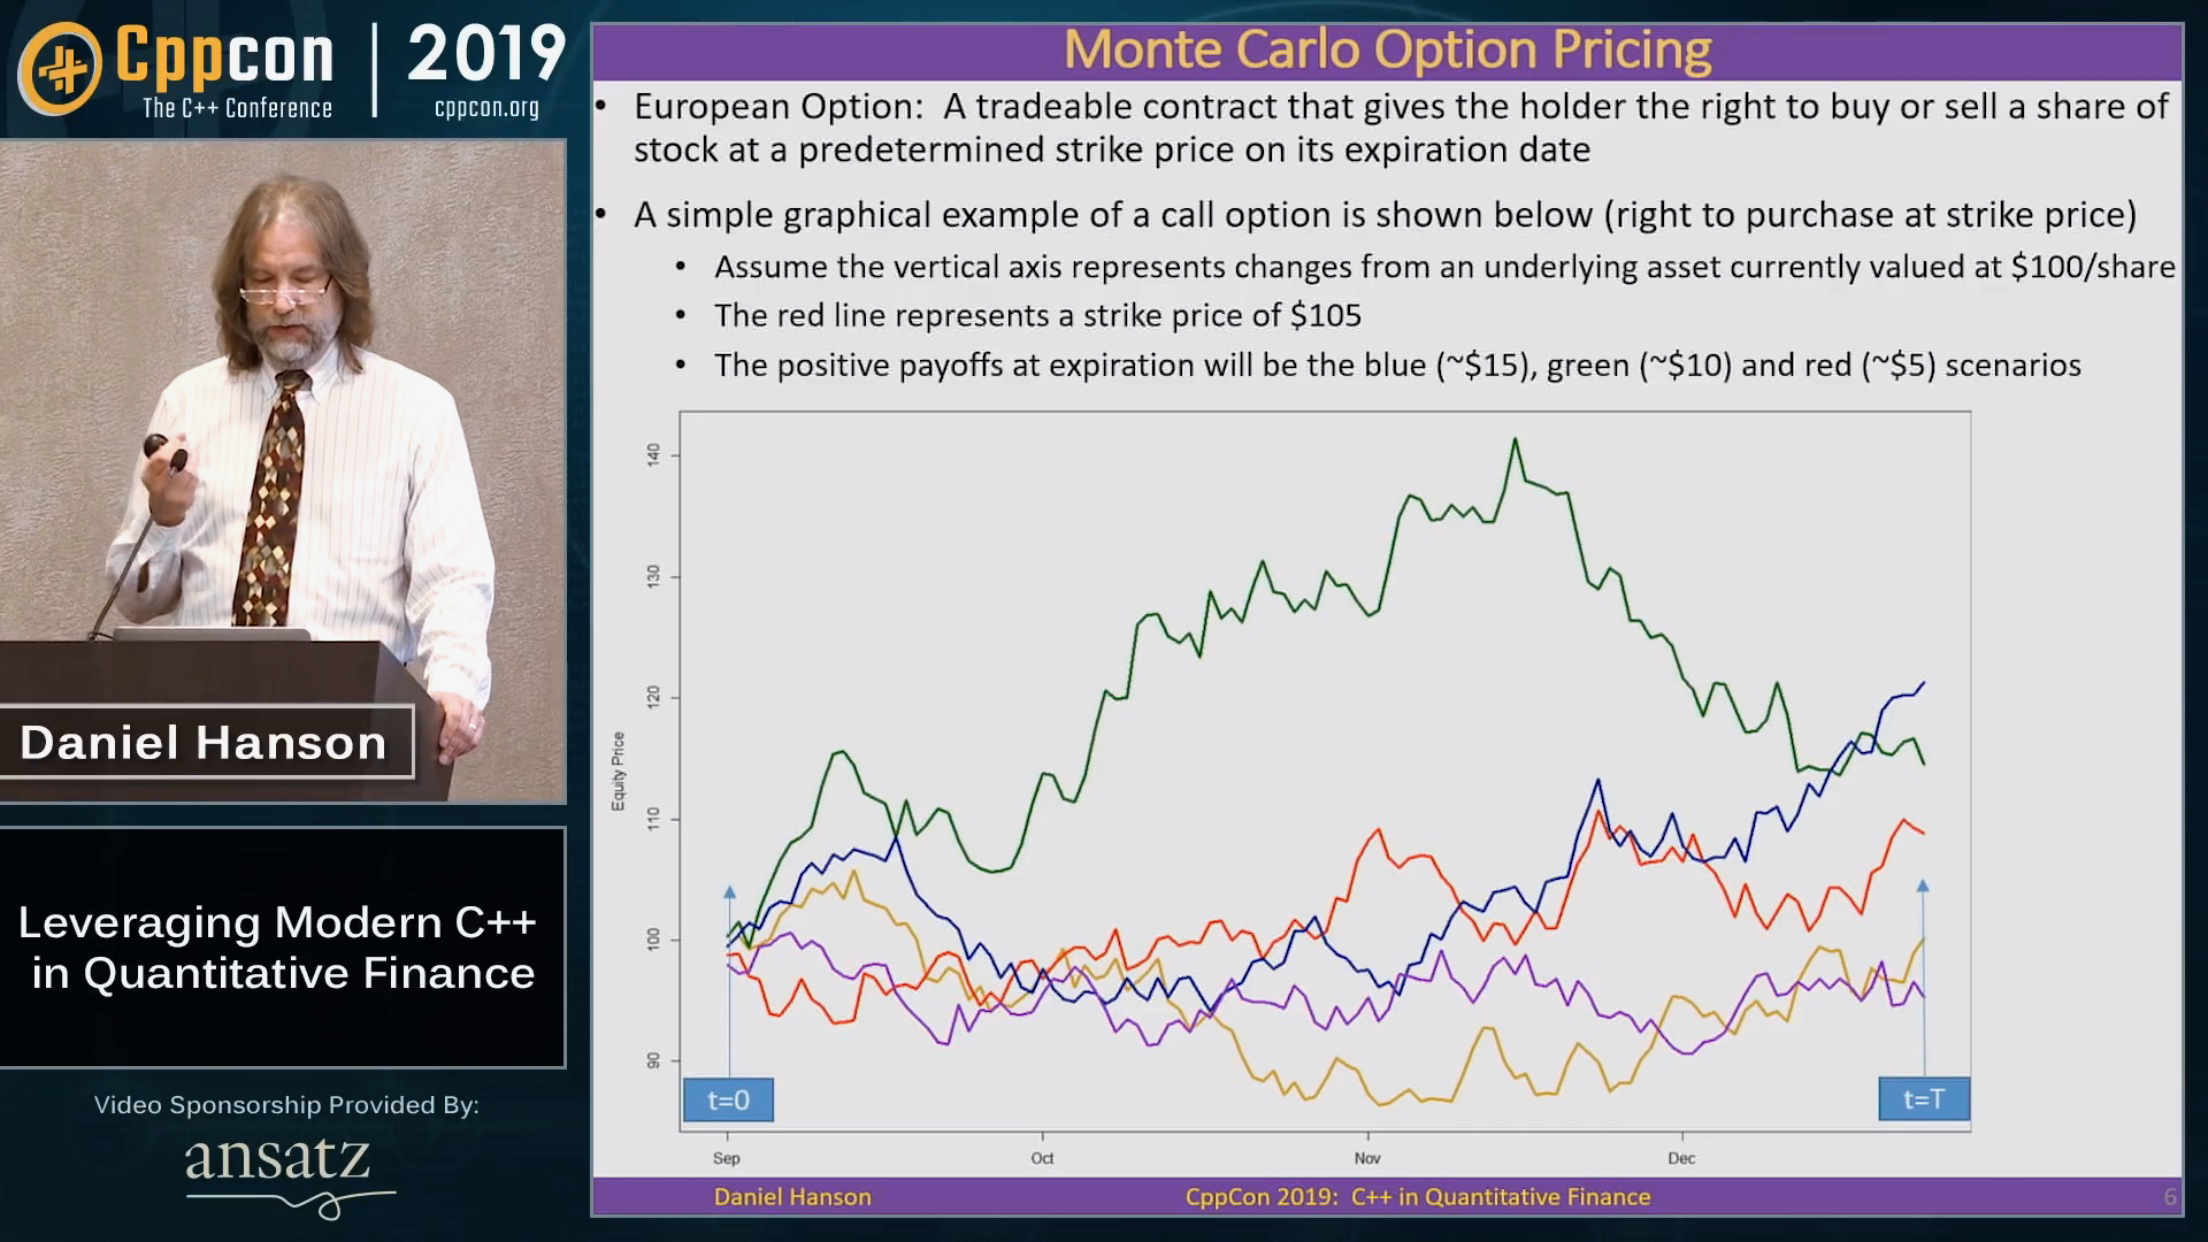 Cppcon
The C++ Conference
2019
cppcon.org
Monte Carlo Option Pricing
• European Option:  A tradeable contract that gives the holder the right to buy or sell a share of
stock at a predetermined strike price on its expiration date
• A simple graphical example of a call option is shown below (right to purchase at strike price)
• Assume the vertical axis represents changes from an underlying asset currently valued at $100/share
• The red line represents a strike price of $105
• The positive payoffs at expiration will be the blue (~$15), green (~$10) and red (~$5) scenarios
Equity Price
140
130
120
110
100
90
t=0
t=T
Sep
Oct
Nov
Dec
Daniel Hanson
CppCon 2019:  C++ in Quantitative Finance
6
Daniel Hanson
Leveraging Modern C++
in Quantitative Finance
Video Sponsorship Provided By:
ansatz